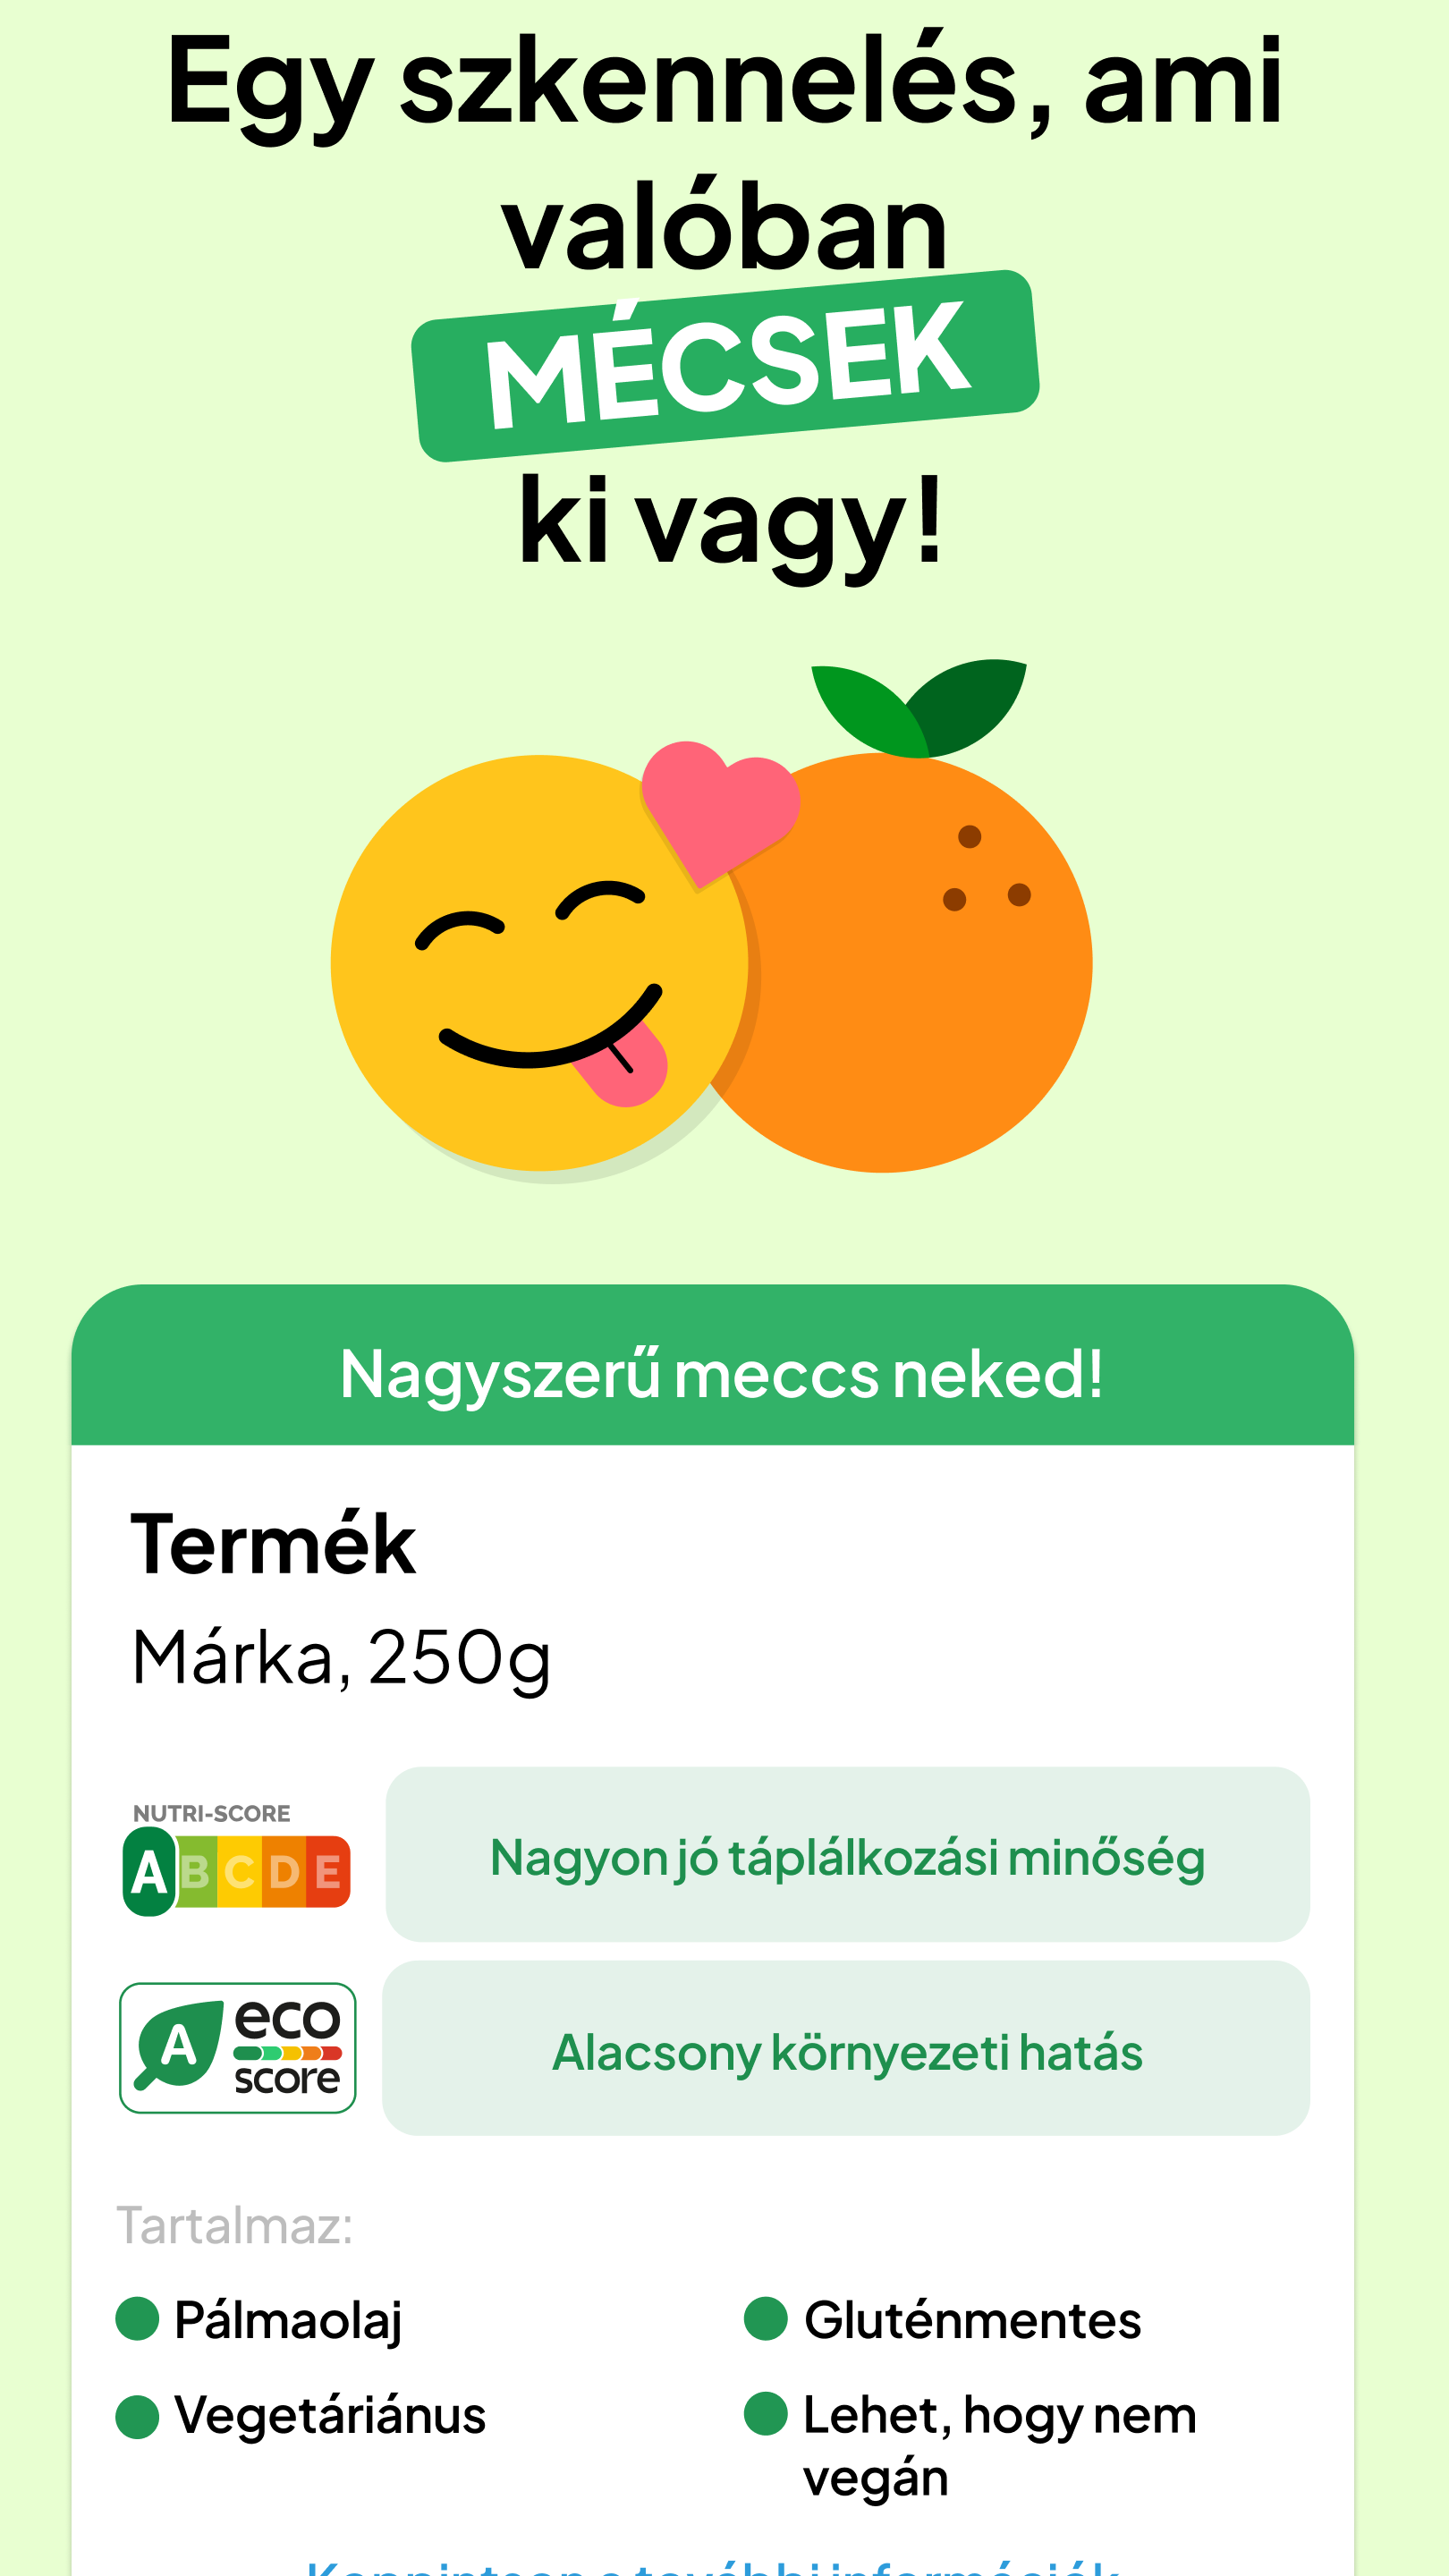 Egy szkennelés, ami
valóban
MÉCSEK
ki vagy!
Nagyszerű meccs neked!
Termék
Márka, 250g
NUTRI-SCORE
A B C D E
Nagyon jó táplálkozási minőség
A eco
score
Alacsony környezeti hatás
Tartalmaz:
Pálmaolaj
Gluténmentes
Vegetáriánus
Lehet, hogy nem
vegán